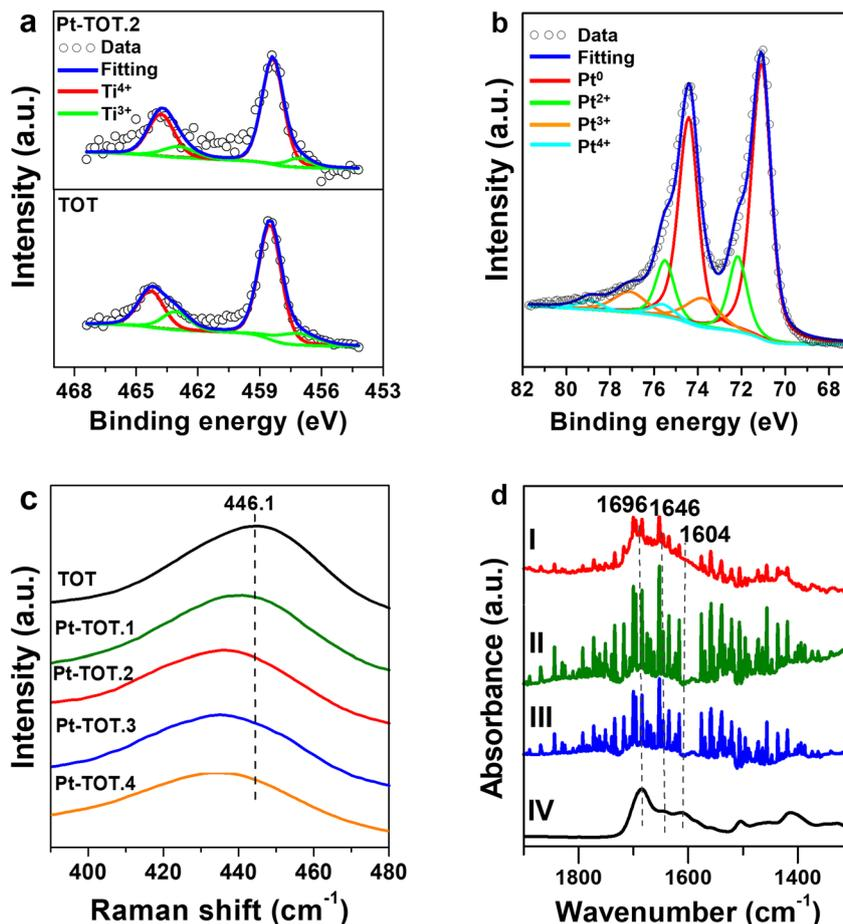 a
Pt-TOT.2
Data
Fitting
Ti4+
Ti3+
TOT
Intensity (a.u.)
468 465 462 459 456 453
Binding energy (eV)
b
Data
Fitting
Pt0
Pt2+
Pt3+
Pt4+
Intensity (a.u.)
82 80 78 76 74 72 70 68
Binding energy (eV)
c
446.1
TOT
Pt-TOT.1
Pt-TOT.2
Pt-TOT.3
Pt-TOT.4
Intensity (a.u.)
400 420 440 460 480
Raman shift (cm-1)
d
1696 1646
1604
I
II
III
IV
Absorbance (a.u.)
1800 1600 1400
Wavenumber (cm-1)